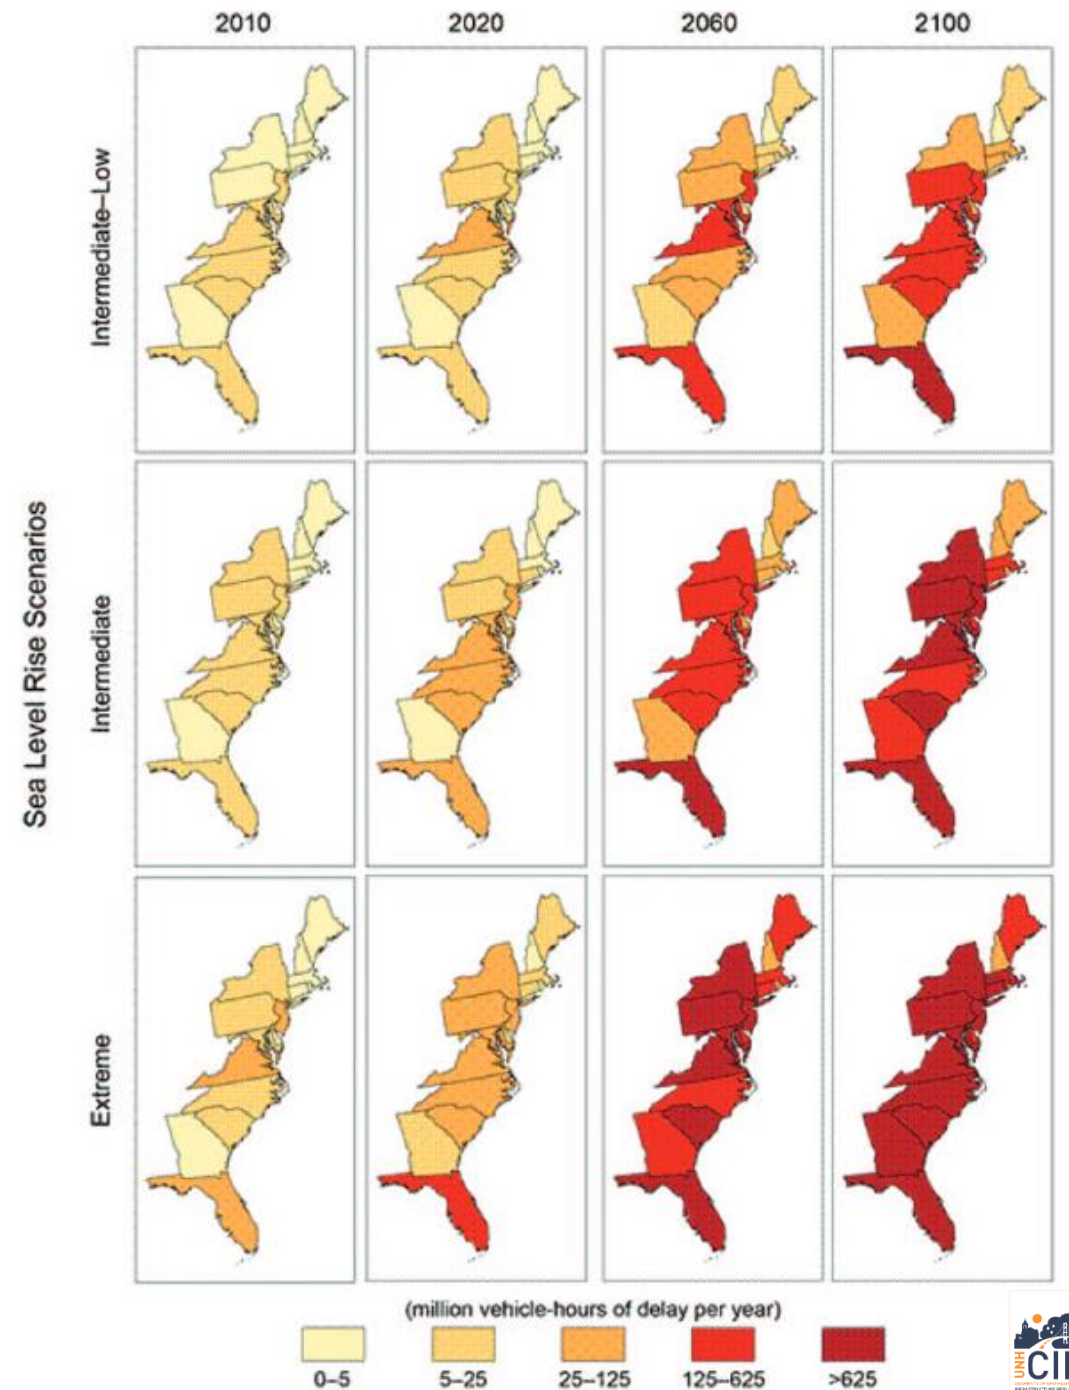 2010 2020 2060 2100
Intermediate–Low
Sea Level Rise Scenarios
Intermediate
Extreme
(million vehicle-hours of delay per year)
0–5 5–25 25–125 125–625 >625
UNH
CI